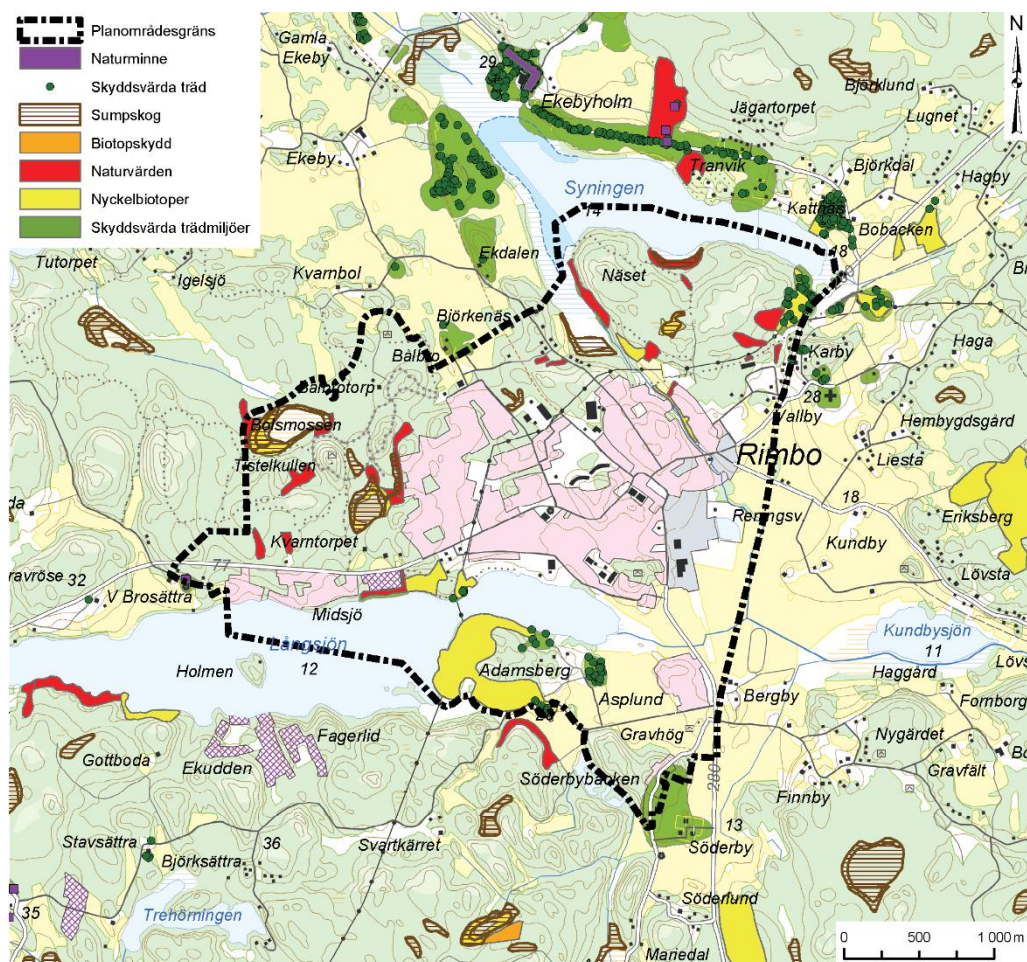 Planområdesgräns
Naturminne
Skyddsvärda träd
Sumpskog
Biotopskydd
Naturvärden
Nyckelbiotoper
Skyddsvärda trädmiljöer
N
Gamla
Ekeby
29
Ekebyholm
Björklund
Jägartorpet
Lugnet
Ekeby
Tranvik
Björkdal
Hagby
Syningen
14
Kattnäs
Bobacken
18
Tutorpet
Igelsjö
Kvarnbol
Ekdalen
Näset
Björkenäs
Bålbro
Karby
Haga
28
Vallby
Hembygdsgård
Bolsmossen
Tistelkullen
Rimbo
Liesta
18
Eriksberg
Reningsv.
Kundby
Kvarntorpet
77
32
V Brosättra
Lövsta
Midsjö
Långsjön
12
Kundbysjön
11
Holmen
Adamsberg
Haggård
Asplund
Bergby
Fornborg
Fagerlid
Gravhög
Nygärdet
Ekudden
Gottboda
Söderbybacken
280
Gravfält
Finnby
13
Söderby
Stavsättra
36
Svartkärret
Björksättra
35
Trehörningen
Söderlund
Mariedal
0 500 1 000 m